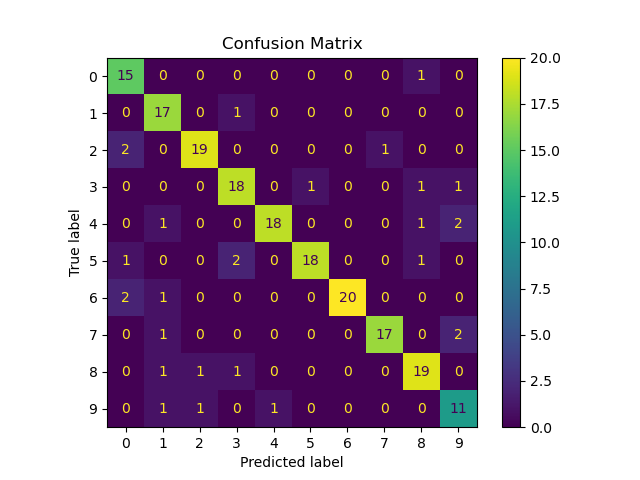 Confusion Matrix
0 15 0 0 0 0 0 0 0 1 0
1 0 17 0 1 0 0 0 0 0 0
2 2 0 19 0 0 0 0 1 0 0
3 0 0 0 18 0 1 0 0 1 1
4 0 1 0 0 18 0 0 0 1 2
5 1 0 0 2 0 18 0 0 1 0
6 2 1 0 0 0 0 20 0 0 0
7 0 1 0 0 0 0 0 17 0 2
8 0 1 1 1 0 0 0 0 19 0
9 0 1 1 0 1 0 0 0 0 11
0 1 2 3 4 5 6 7 8 9
Predicted label
True label
20.0
17.5
15.0
12.5
10.0
7.5
5.0
2.5
0.0